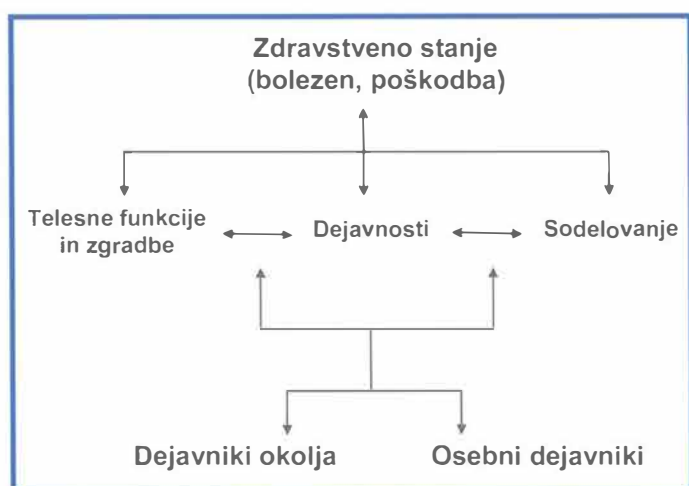 Zdravstveno stanje
(bolezen, poškodba)
Telesne funkcije
in zgradbe
Dejavnosti
Sodelovanje
Dejavniki okolja
Osebni dejavniki